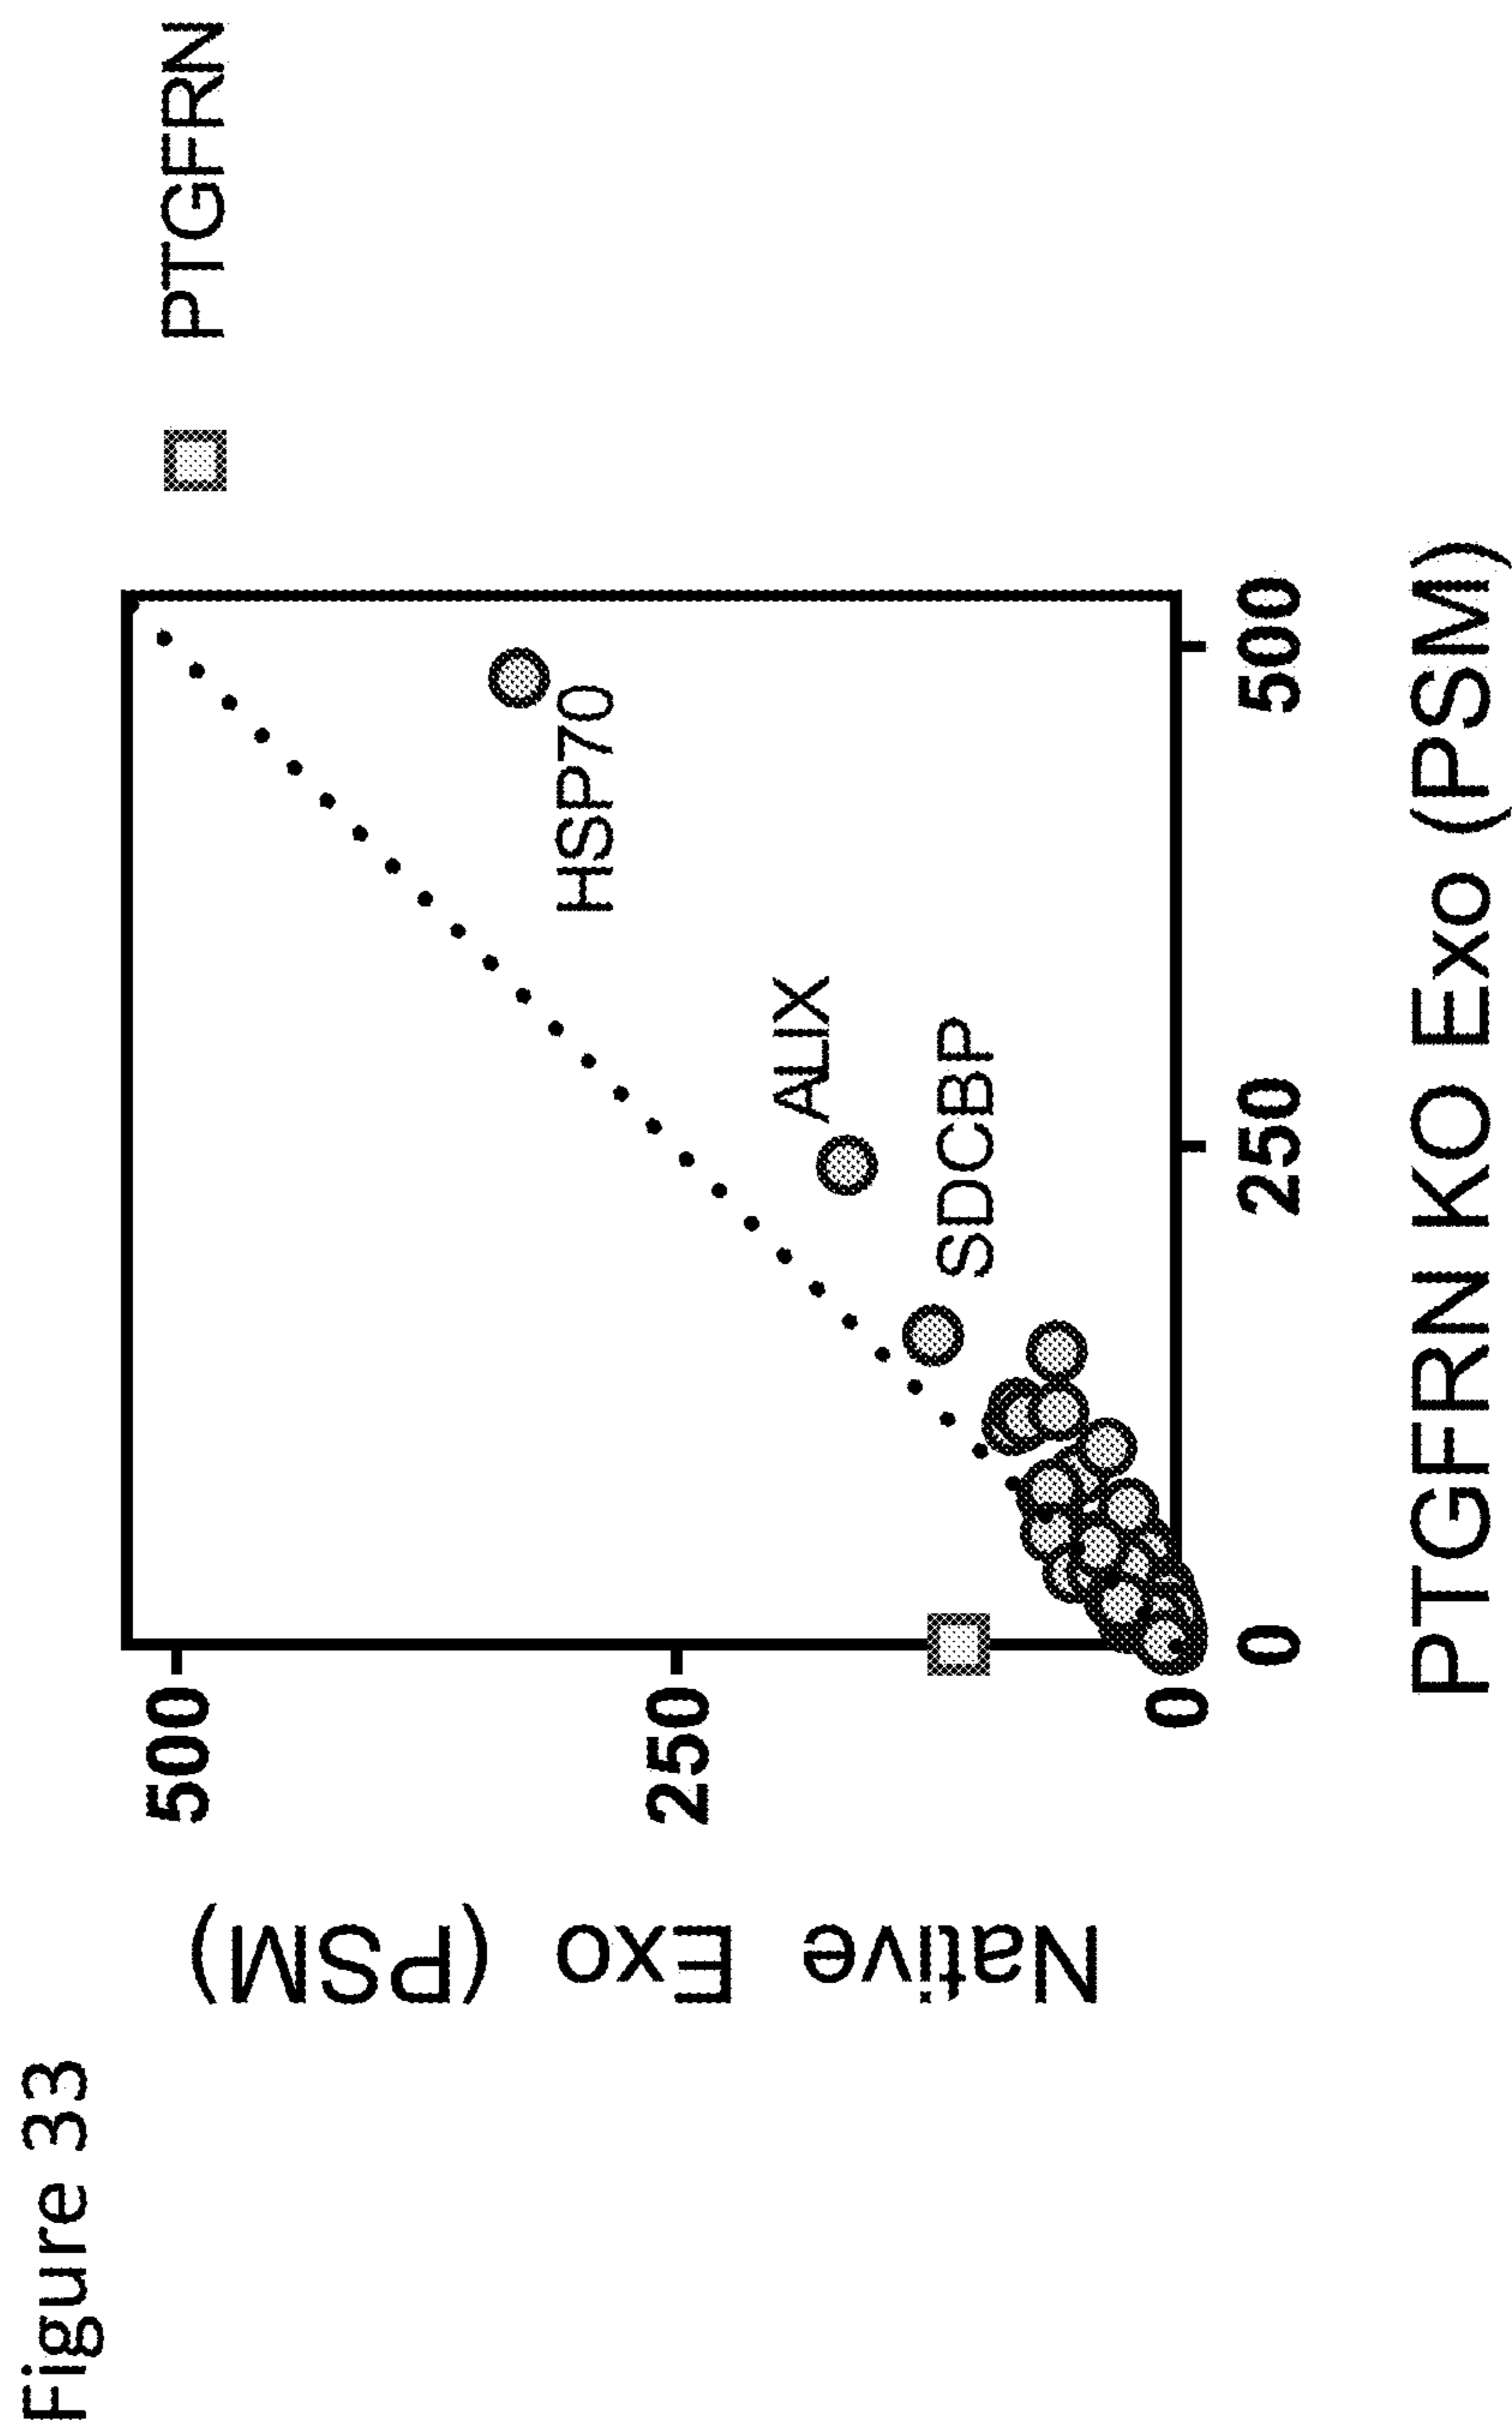 Figure 33
PTGFRN
Native Exo (PSM)
500
250
0
HSP70
ALIX
SDCBP
0
250
500
PTGFRN KO Exo (PSM)